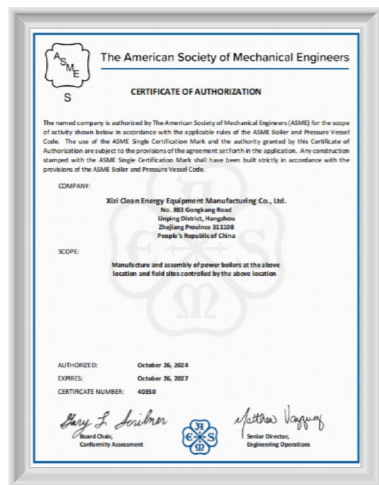 A
S
M
E
S
The American Society of Mechanical Engineers
CERTIFICATE OF AUTHORIZATION
The named company is authorized by The American Society of Mechanical Engineers (ASME) for the scope
of activity shown below in accordance with the applicable rules of the ASME Boiler and Pressure Vessel
Code. The use of the ASME Single Certification Mark and the authority granted by this Certificate of
Authorization are subject to the provisions of the agreement set forth in the application. Any construction
stamped with the ASME Single Certification Mark shall have been built strictly in accordance with the
provisions of the ASME Boiler and Pressure Vessel Code.
COMPANY:
Xizi Clean Energy Equipment Manufacturing Co., Ltd.
No. 883 Gongkang Road
Linping District, Hangzhou
Zhejiang Province 311108
People's Republic of China
SCOPE:
Manufacture and assembly of power boilers at the above
location and field sites controlled by the above location
AUTHORIZED: October 26, 2024
EXPIRES: October 26, 2027
CERTIFICATE NUMBER: 40350
Board Chair,
Conformity Assessment
Senior Director,
Engineering Operations